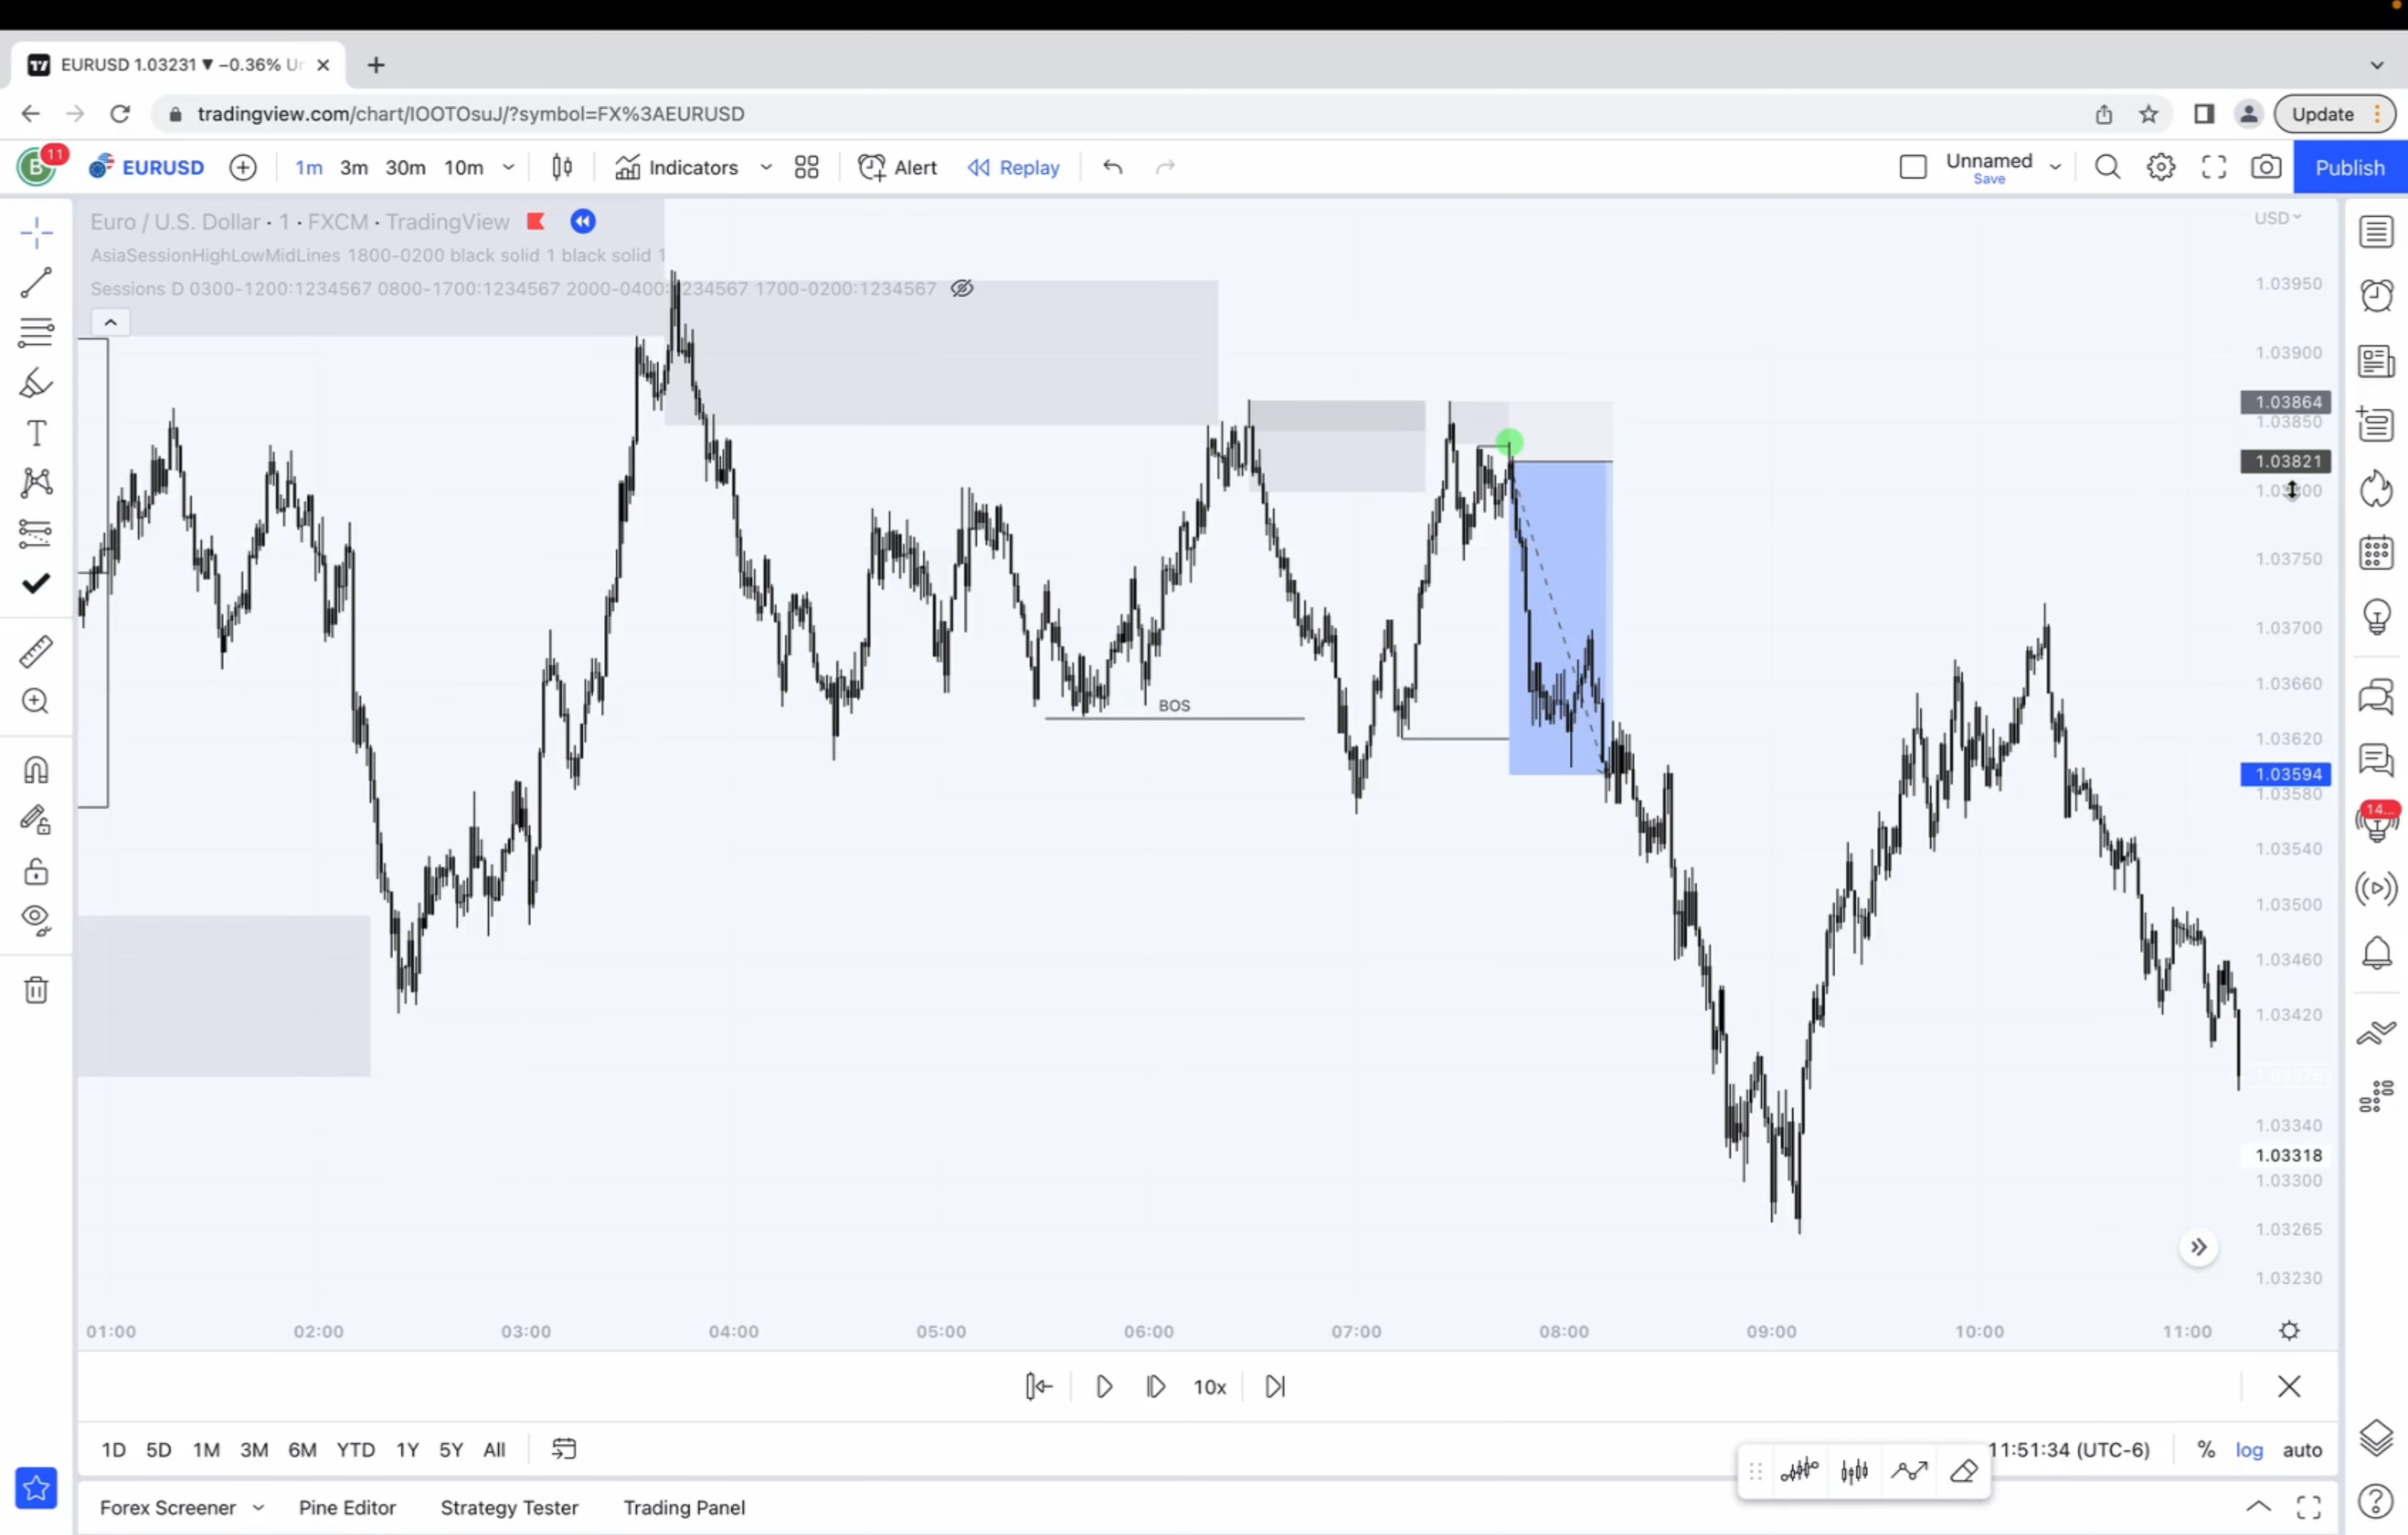 EURUSD 1.03231 ▼ −0.36% Un
tradingview.com/chart/IOOTOsuJ/?symbol=FX%3AEURUSD
Update
B 11 EURUSD 1m 3m 30m 10m Indicators Alert Replay Unnamed Publish
Save
Euro / U.S. Dollar · 1 · FXCM · TradingView
USD
AsiaSessionHighLowMidLines 1800-0200 black solid 1 black solid 1
Sessions D 0300-1200:1234567 0800-1700:1234567 2000-0400:1234567 1700-0200:1234567
1.03950
1.03900
1.03864
1.03850
1.03821
1.03750
1.03700
1.03660
BOS
1.03620
1.03594
1.03580
14...
1.03540
1.03500
1.03460
1.03420
1.03340
1.03318
1.03300
1.03265
1.03230
01:00 02:00 03:00 04:00 05:00 06:00 07:00 08:00 09:00 10:00 11:00
10x
1D 5D 1M 3M 6M YTD 1Y 5Y All
11:51:34 (UTC-6) % log auto
Forex Screener Pine Editor Strategy Tester Trading Panel